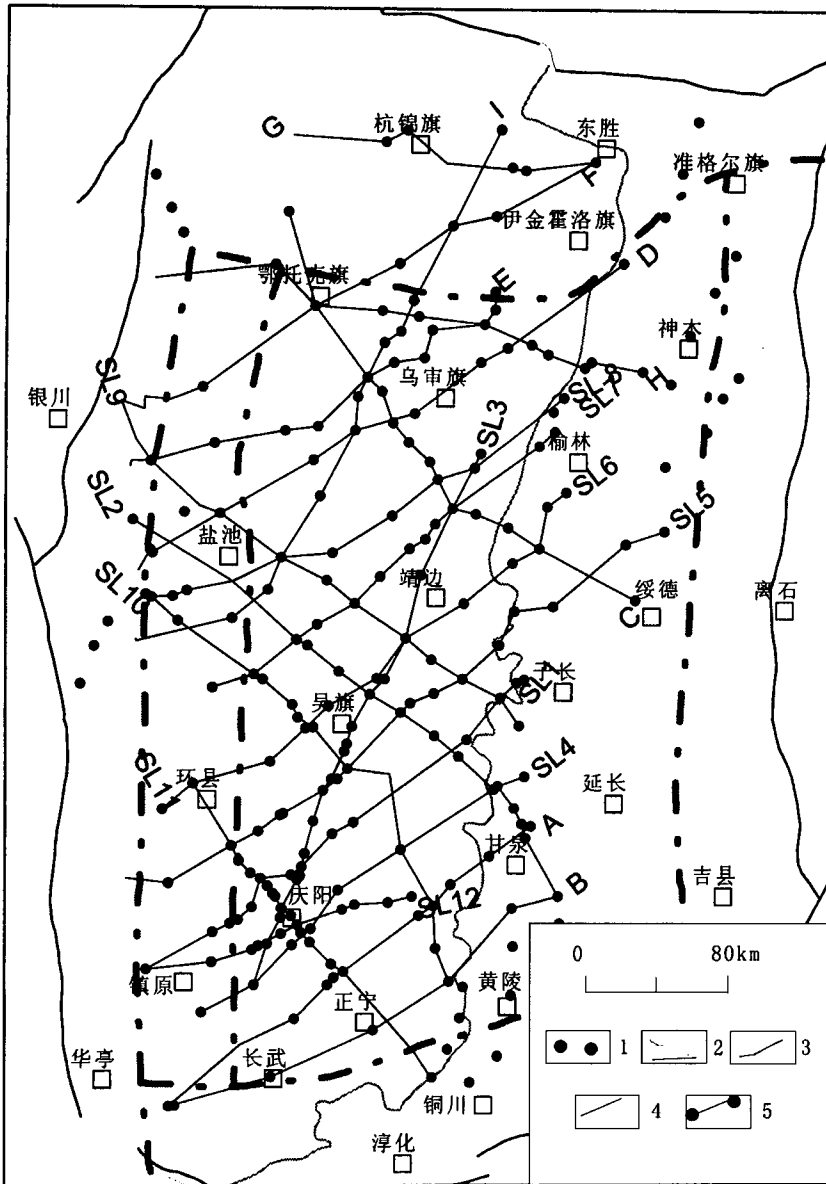 G
杭锦旗
I
东胜
F
准格尔旗
伊金霍洛旗
D
鄂托克旗
E
神木
SL9
乌审旗
SL8
SL7
H
银川
SL3
榆林
SL6
SL2
SL5
盐池
SL10
靖边
绥德
C
离石
子长
SL1
吴旗
SL4
SL11
环县
延长
A
甘泉
B
吉县
庆阳
SL12
0 80km
镇原
正宁
黄陵
1 2 3
华亭
长武
铜川
4 5
淳化